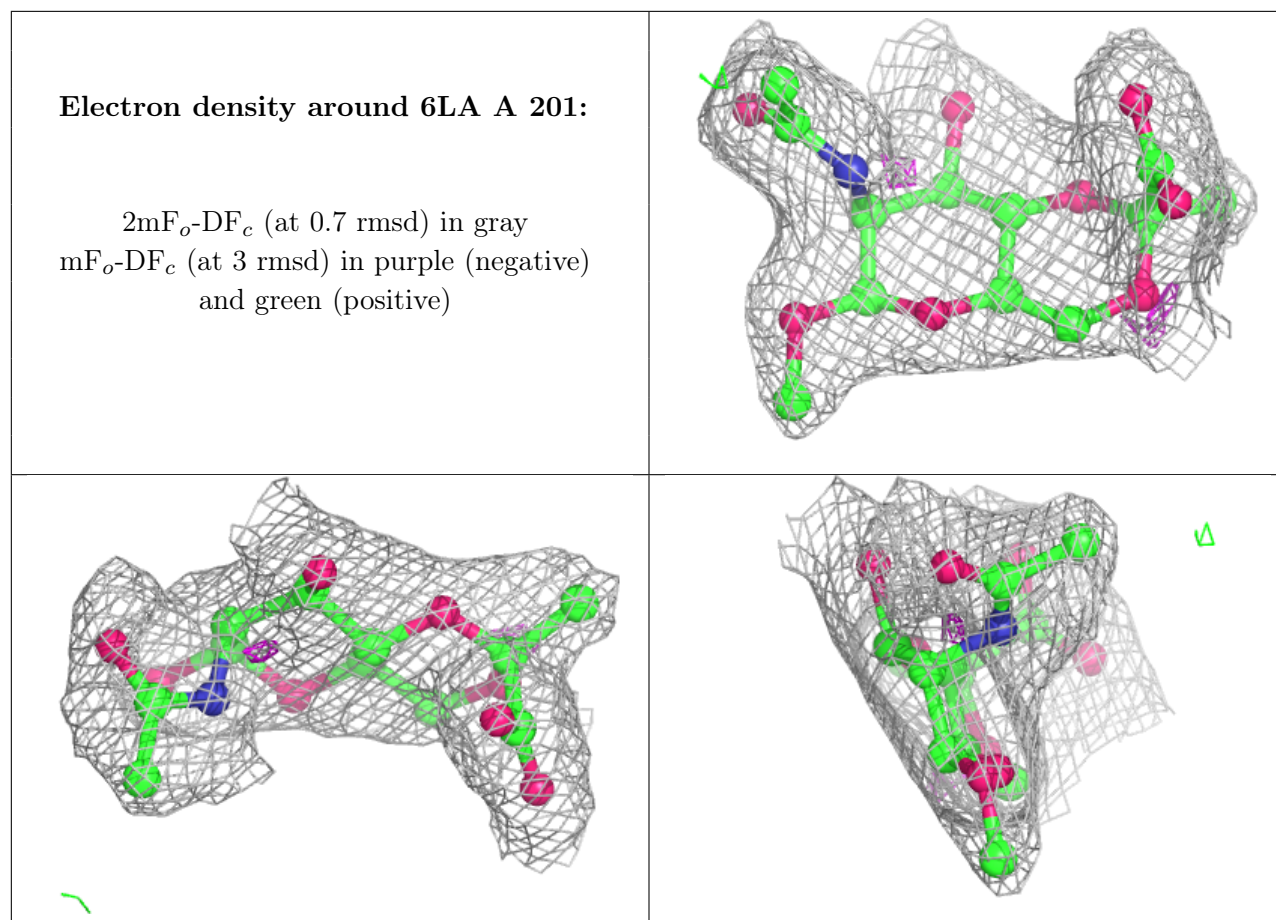 Electron density around 6LA A 201:
2mFo-DFc (at 0.7 rmsd) in gray
mFo-DFc (at 3 rmsd) in purple (negative)
and green (positive)